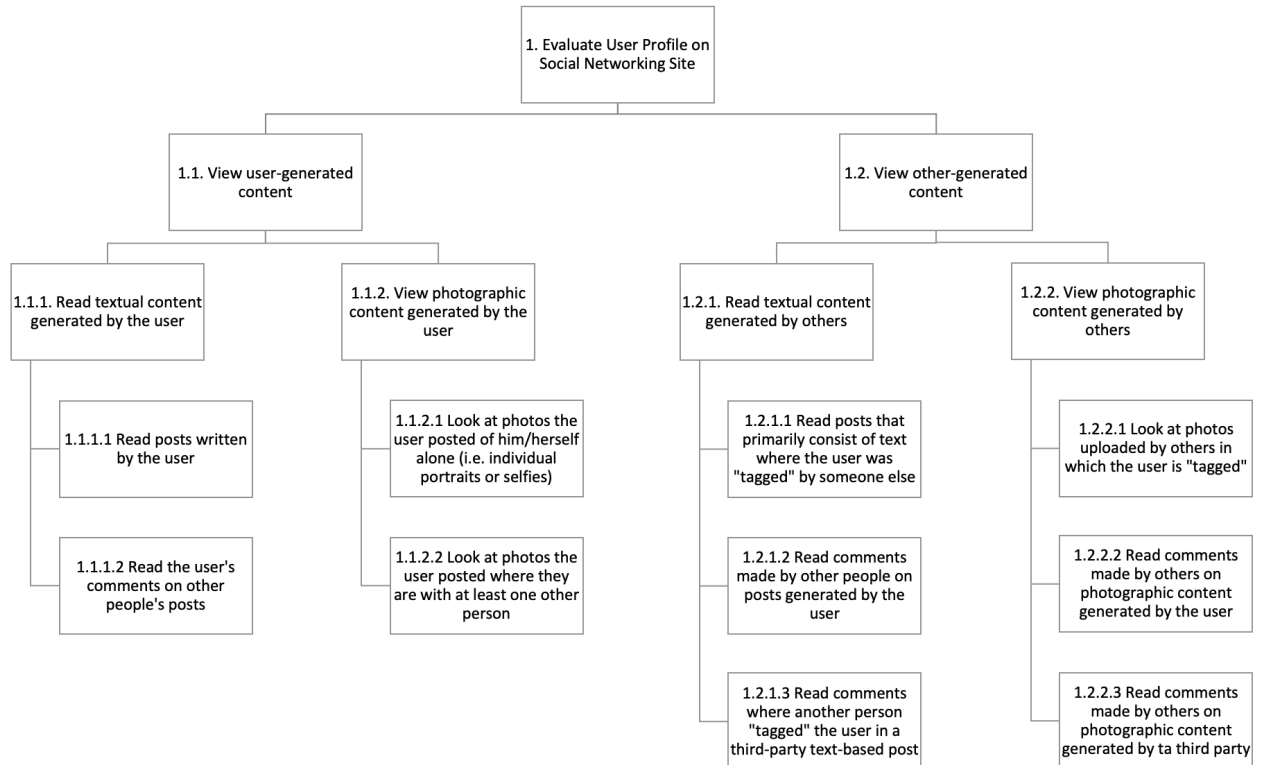 1. Evaluate User Profile on
Social Networking Site
1.1. View user-generated
content
1.2. View other-generated
content
1.1.1. Read textual content
generated by the user
1.1.2. View photographic
content generated by the
user
1.2.1. Read textual content
generated by others
1.2.2. View photographic
content generated by
others
1.1.1.1 Read posts written
by the user
1.1.2.1 Look at photos the
user posted of him/herself
alone (i.e. individual
portraits or selfies)
1.2.1.1 Read posts that
primarily consist of text
where the user was
"tagged" by someone else
1.2.2.1 Look at photos
uploaded by others in
which the user is "tagged"
1.1.1.2 Read the user's
comments on other
people's posts
1.1.2.2 Look at photos the
user posted where they
are with at least one other
person
1.2.1.2 Read comments
made by other people on
posts generated by the
user
1.2.2.2 Read comments
made by others on
photographic content
generated by the user
1.2.1.3 Read comments
where another person
"tagged" the user in a
third-party text-based post
1.2.2.3 Read comments
made by others on
photographic content
generated by ta third party